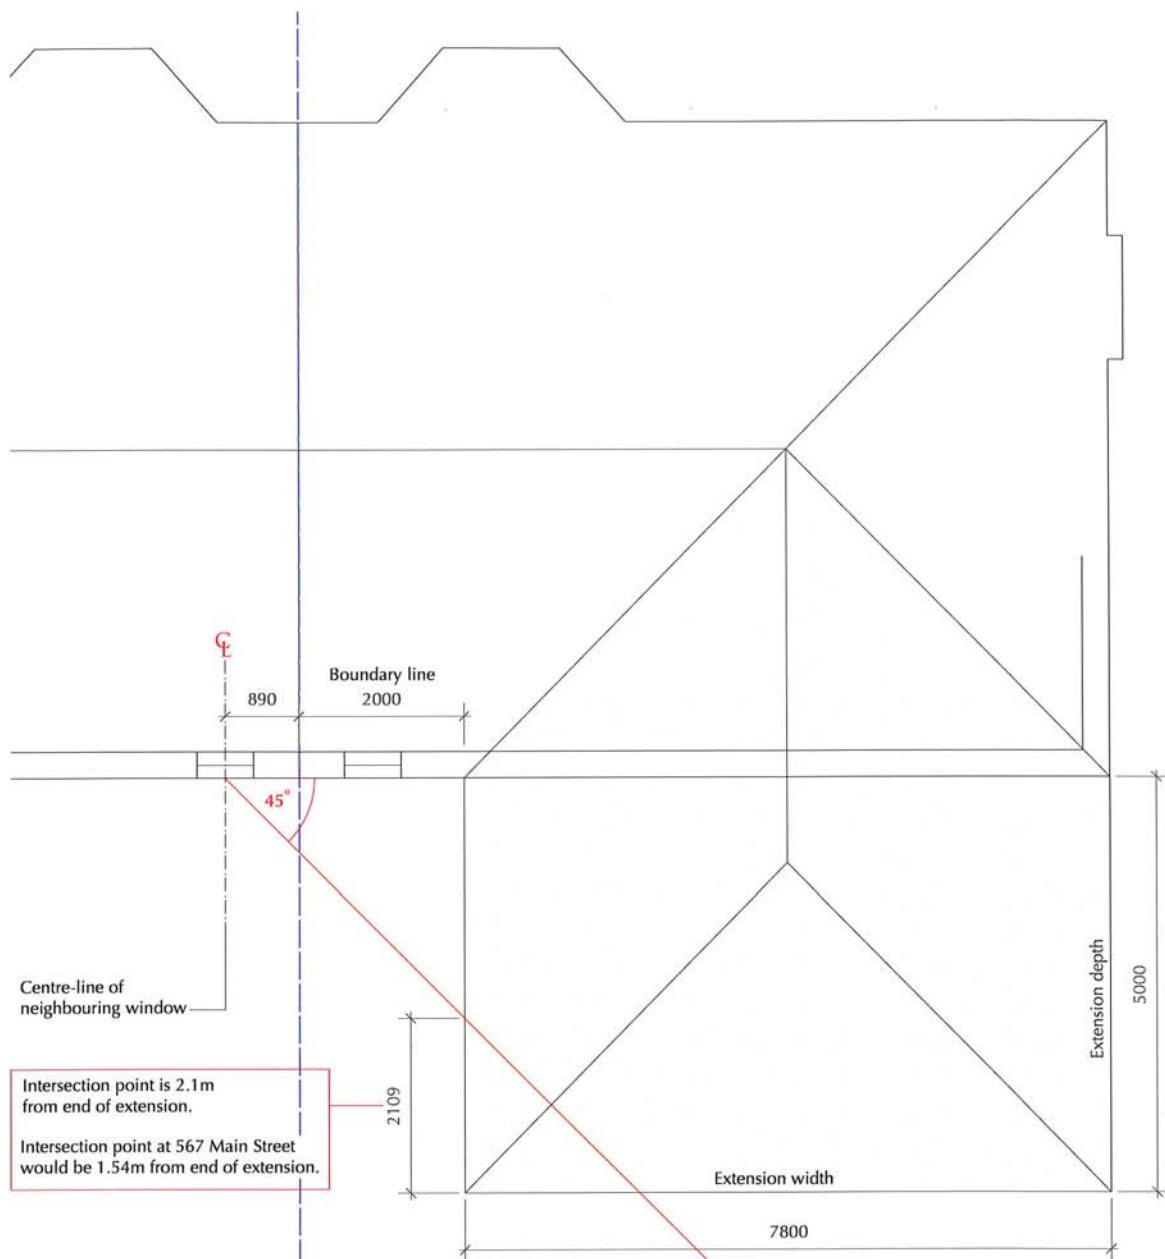 ℄
Boundary line
890
2000
45°
Centre-line of
neighbouring window
Extension depth
5000
2109
Intersection point is 2.1m
from end of extension.
Intersection point at 567 Main Street
would be 1.54m from end of extension.
Extension width
7800